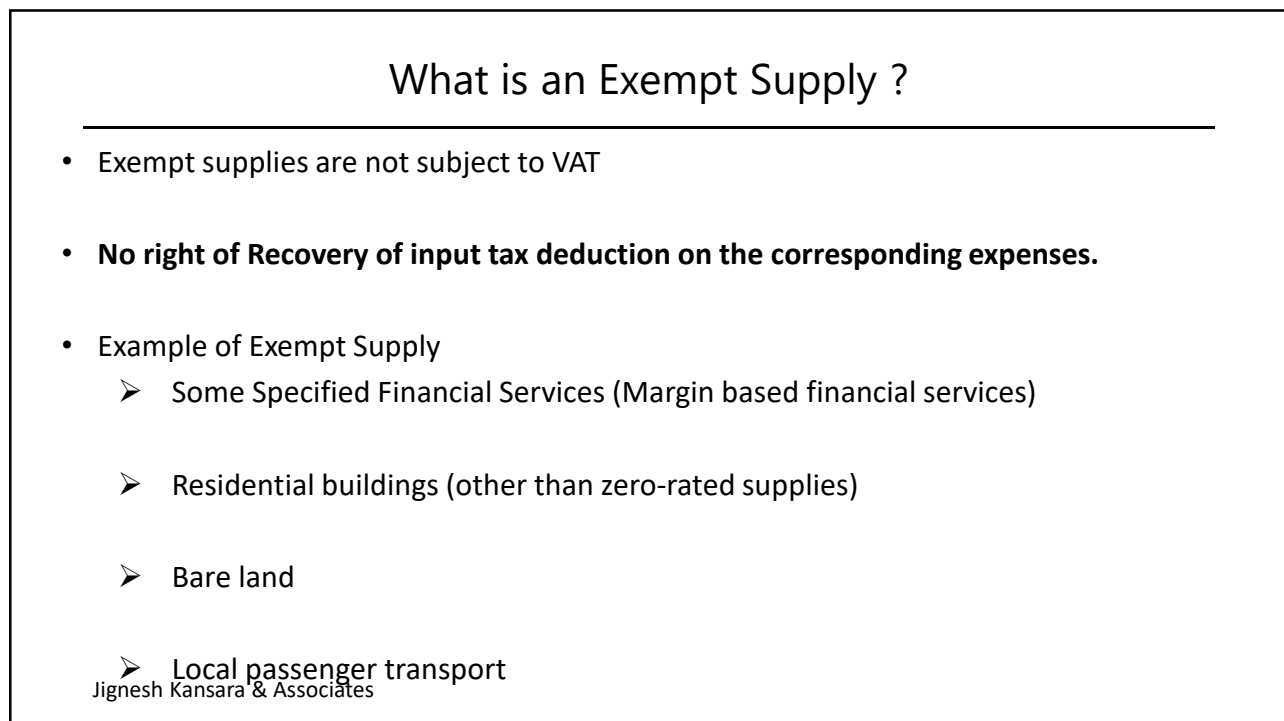 What is an Exempt Supply ?
• Exempt supplies are not subject to VAT
• No right of Recovery of input tax deduction on the corresponding expenses.
• Example of Exempt Supply
➢ Some Specified Financial Services (Margin based financial services)
➢ Residential buildings (other than zero-rated supplies)
➢ Bare land
➢ Local passenger transport
Jignesh Kansara & Associates